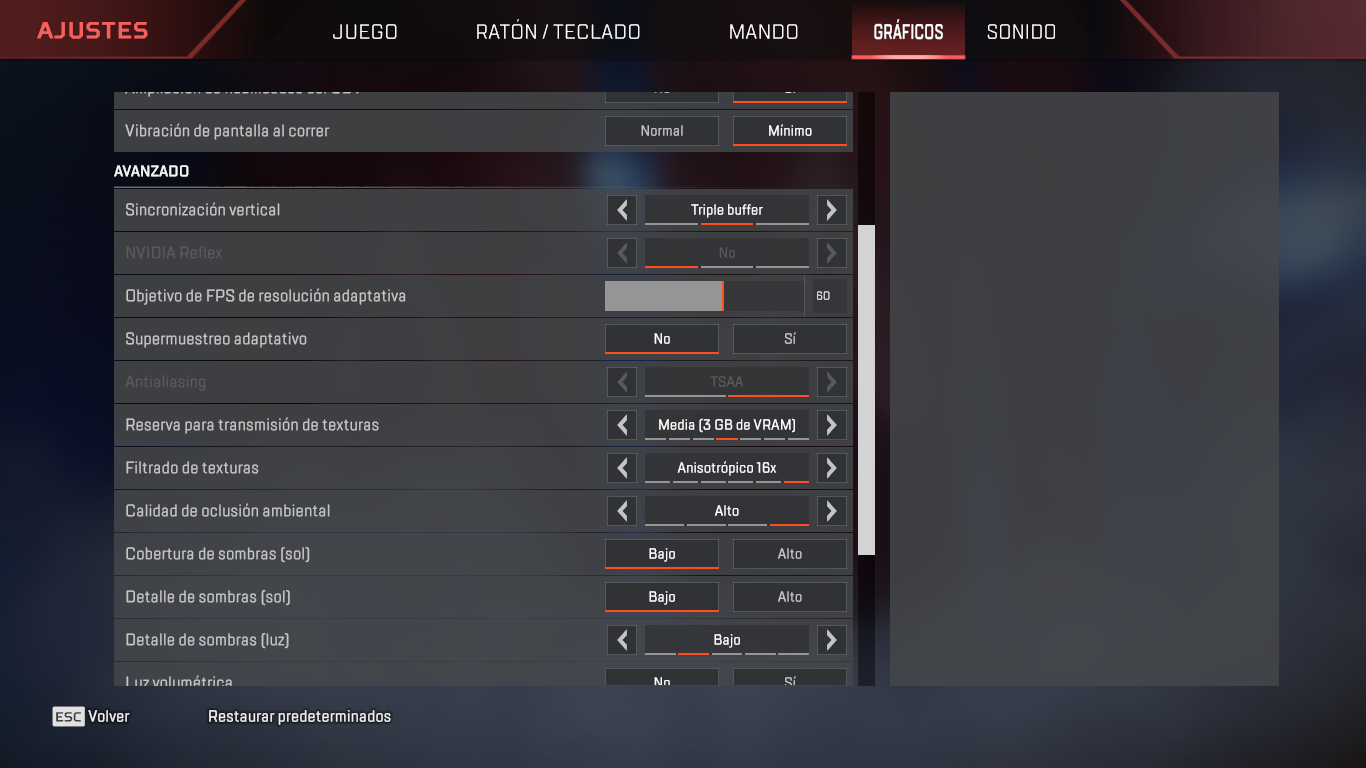 AJUSTES
JUEGO
RATÓN / TECLADO
MANDO
GRÁFICOS
SONIDO
Vibración de pantalla al correr
Normal
Mínimo
AVANZADO
Sincronización vertical
Triple buffer
NVIDIA Reflex
No
Objetivo de FPS de resolución adaptativa
60
Supermuestreo adaptativo
No
Sí
Antialiasing
TSAA
Reserva para transmisión de texturas
Media (3 GB de VRAM)
Filtrado de texturas
Anisotrópico 16x
Calidad de oclusión ambiental
Alto
Cobertura de sombras (sol)
Bajo
Alto
Detalle de sombras (sol)
Bajo
Alto
Detalle de sombras (luz)
Bajo
Luz volumétrica
No
Sí
ESC Volver
Restaurar predeterminados